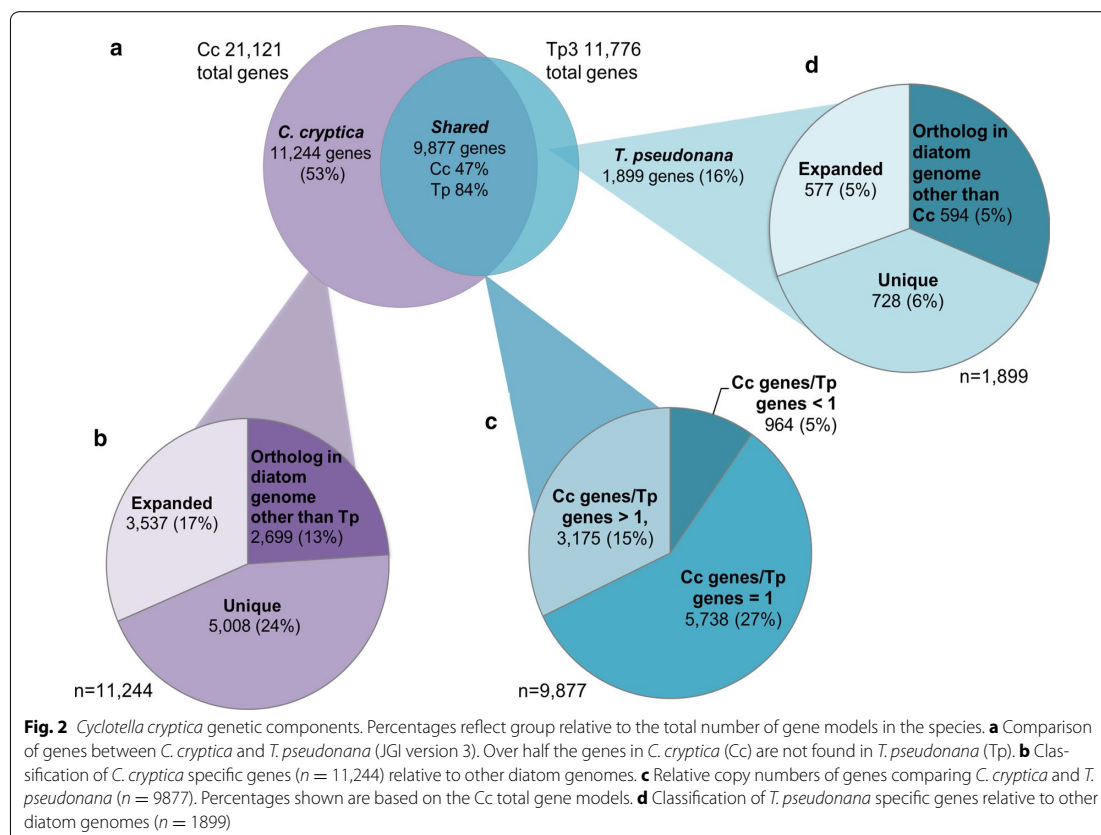 a
Cc 21,121
total genes
Tp3 11,776
total genes
C. cryptica
11,244 genes
(53%)
Shared
9,877 genes
Cc 47%
Tp 84%
T. pseudonana
1,899 genes (16%)
d
Expanded
577 (5%)
Ortholog in
diatom
genome
other than
Cc 594 (5%)
Unique
728 (6%)
n=1,899
b
Expanded
3,537 (17%)
Ortholog in
diatom
genome
other than Tp
2,699 (13%)
Unique
5,008 (24%)
n=11,244
c
Cc genes/Tp
genes < 1
964 (5%)
Cc genes/Tp
genes > 1,
3,175 (15%)
Cc genes/Tp
genes = 1
5,738 (27%)
n=9,877
Fig. 2 Cyclotella cryptica genetic components. Percentages reflect group relative to the total number of gene models in the species. a Comparison
of genes between C. cryptica and T. pseudonana (JGI version 3). Over half the genes in C. cryptica (Cc) are not found in T. pseudonana (Tp). b Clas-
sification of C. cryptica specific genes (n = 11,244) relative to other diatom genomes. c Relative copy numbers of genes comparing C. cryptica and T.
pseudonana (n = 9877). Percentages shown are based on the Cc total gene models. d Classification of T. pseudonana specific genes relative to other
diatom genomes (n = 1899)